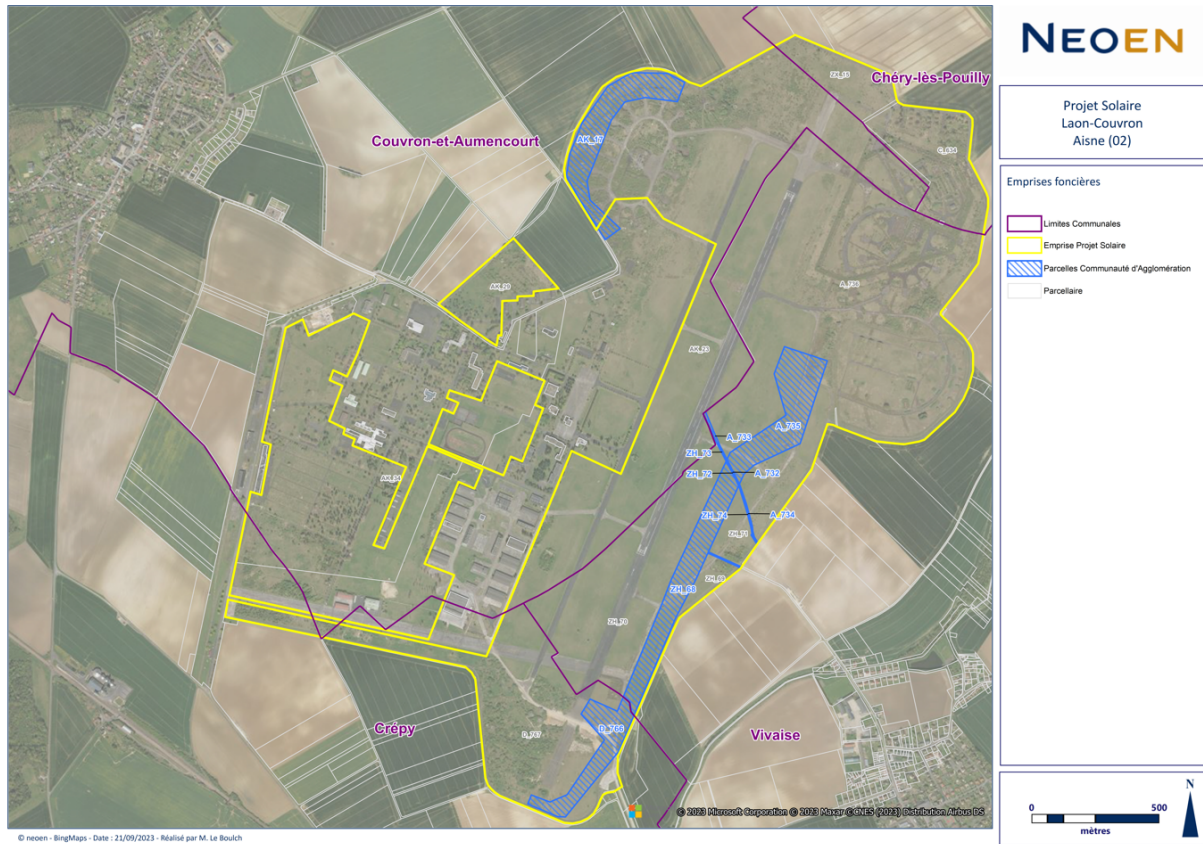 NEOEN
Projet Solaire
Laon-Couvron
Aisne (02)
Emprises foncières
Limites Communales
Emprise Projet Solaire
Parcelles Communauté d'Agglomération
Parcellaire
Chéry-lès-Pouilly
Couvron-et-Aumencourt
ZH_15
C_634
AK_17
AK_29
A_736
AK_23
A_735
A_733
ZH_73
ZH_72
A_732
AK_34
ZH_74
A_734
ZH_71
ZH_69
ZH_68
ZH_70
Crépy
D_767
D_766
Vivaise
© 2023 Microsoft Corporation © 2023 Maxar ©CNES (2023) Distribution Airbus DS
N
0
500
mètres
© neoen - BingMaps - Date : 21/09/2023 - Réalisé par M. Le Boulch